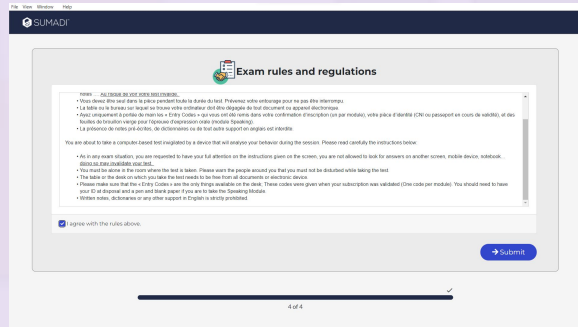 File View Window Help
SUMADI
Exam rules and regulations
notes … Au risque de voir votre test invalidé.
• Vous devez être seul dans la pièce pendant toute la durée du test. Prévenez votre entourage pour ne pas être interrompu.
• La table ou le bureau sur lequel se trouve votre ordinateur doit être dégagée de tout document ou appareil électronique.
• Ayez uniquement à portée de main les « Entry Codes » qui vous ont été remis dans votre confirmation d'inscription (un par module), votre pièce d'identité (CNI ou passeport en cours de validité), et des
feuilles de brouillon vierge pour l'épreuve d'expression orale (module Speaking).
• La présence de notes pré-écrites, de dictionnaires ou de tout autre support en anglais est interdite.
You are about to take a computer-based test invigilated by a device that will analyse your behavior during the session. Please read carefully the instructions below:
• As in any exam situation, you are requested to have your full attention on the instructions given on the screen, you are not allowed to look for answers on another screen, mobile device, notebook…
doing so may invalidate your test.
• You must be alone in the room where the test is taken. Please warn the people around you that you must not be disturbed while taking the test.
• The table or the desk on which you take the test needs to be free from all documents or electronic device.
• Please make sure that the « Entry Codes » are the only things available on the desk. These codes were given when your subscription was validated (One code per module). You should need to have
your ID at disposal and a pen and blank paper if you are to take the Speaking Module.
• Written notes, dictionaries or any other support in English is strictly prohibited.
I agree with the rules above.
Submit
4 of 4